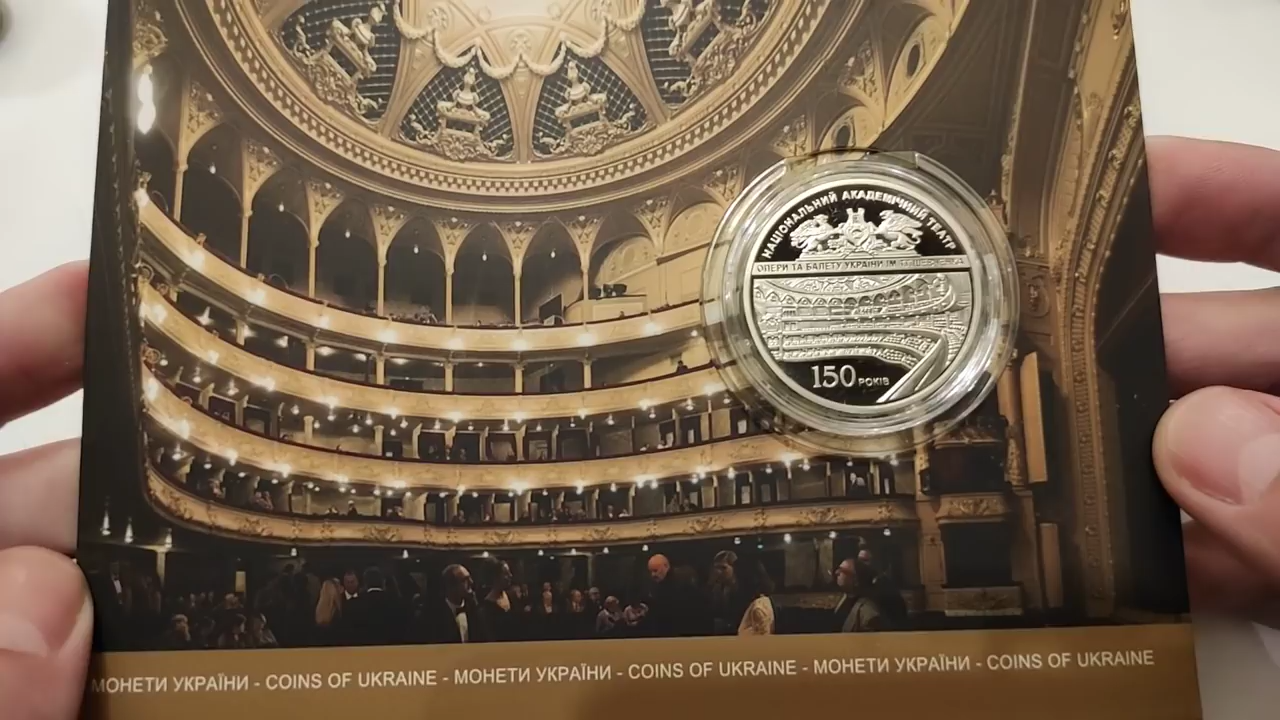 НАЦІОНАЛЬНИЙ АКАДЕМІЧНИЙ ТЕАТР
ОПЕРИ ТА БАЛЕТУ УКРАЇНИ ІМ. Т.Г. ШЕВЧЕНКА
150 РОКІВ
МОНЕТИ УКРАЇНИ - COINS OF UKRAINE - МОНЕТИ УКРАЇНИ - COINS OF UKRAINE - МОНЕТИ УКРАЇНИ - COINS OF UKRAINE